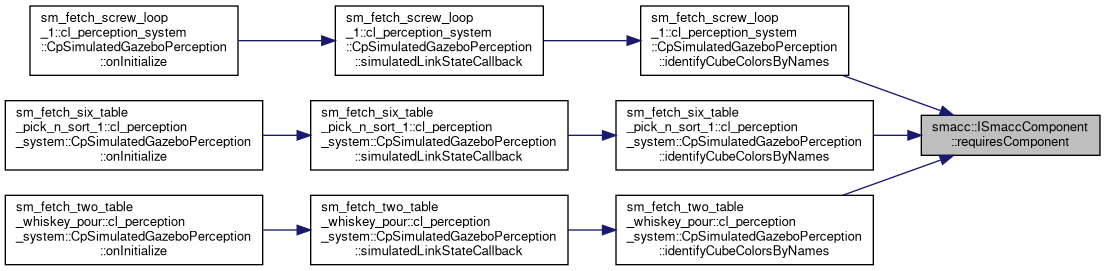 sm_fetch_screw_loop
_1::cl_perception_system
::CpSimulatedGazeboPerception
::onInitialize
sm_fetch_screw_loop
_1::cl_perception_system
::CpSimulatedGazeboPerception
::simulatedLinkStateCallback
sm_fetch_screw_loop
_1::cl_perception_system
::CpSimulatedGazeboPerception
::identifyCubeColorsByNames
sm_fetch_six_table
_pick_n_sort_1::cl_perception
_system::CpSimulatedGazeboPerception
::onInitialize
sm_fetch_six_table
_pick_n_sort_1::cl_perception
_system::CpSimulatedGazeboPerception
::simulatedLinkStateCallback
sm_fetch_six_table
_pick_n_sort_1::cl_perception
_system::CpSimulatedGazeboPerception
::identifyCubeColorsByNames
smacc::ISmaccComponent
::requiresComponent
sm_fetch_two_table
_whiskey_pour::cl_perception
_system::CpSimulatedGazeboPerception
::onInitialize
sm_fetch_two_table
_whiskey_pour::cl_perception
_system::CpSimulatedGazeboPerception
::simulatedLinkStateCallback
sm_fetch_two_table
_whiskey_pour::cl_perception
_system::CpSimulatedGazeboPerception
::identifyCubeColorsByNames